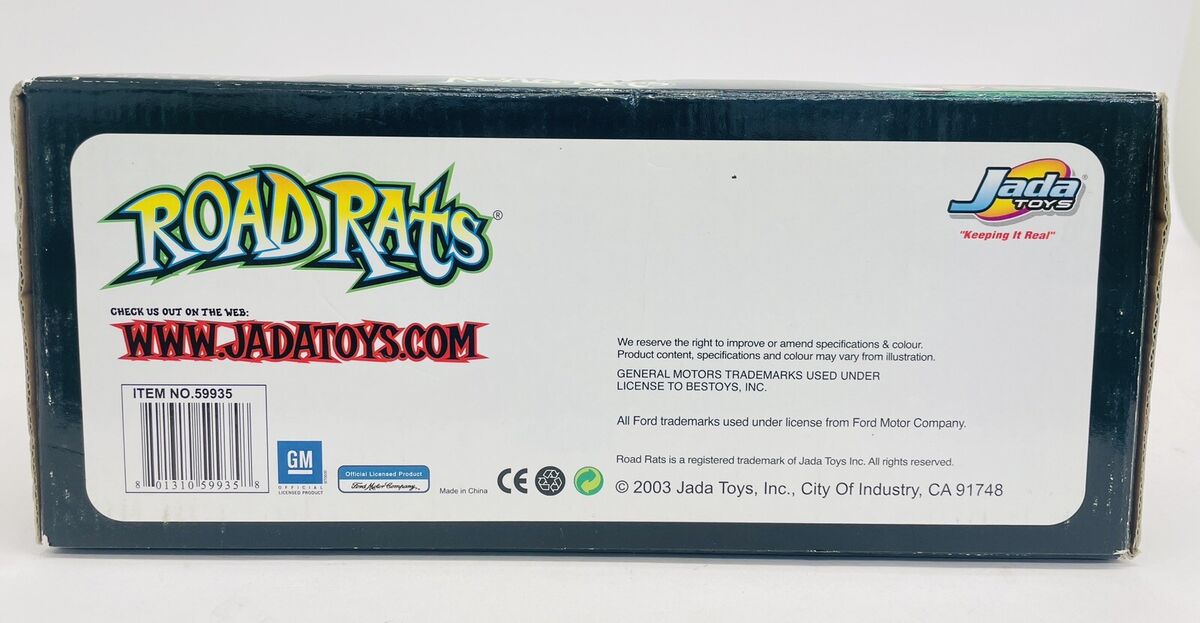 ROAD RATS®
Jada®
TOYS
"Keeping It Real"
CHECK US OUT ON THE WEB:
WWW.JADATOYS.COM
ITEM NO.59935
8 01310 59935 8
GM
OFFICIAL
LICENSED PRODUCT
Official Licensed Product
Ford Motor Company
Made in China
CE
We reserve the right to improve or amend specifications & colour.
Product content, specifications and colour may vary from illustration.
GENERAL MOTORS TRADEMARKS USED UNDER
LICENSE TO BESTOYS, INC.
All Ford trademarks used under license from Ford Motor Company.
Road Rats is a registered trademark of Jada Toys Inc. All rights reserved.
© 2003 Jada Toys, Inc., City Of Industry, CA 91748